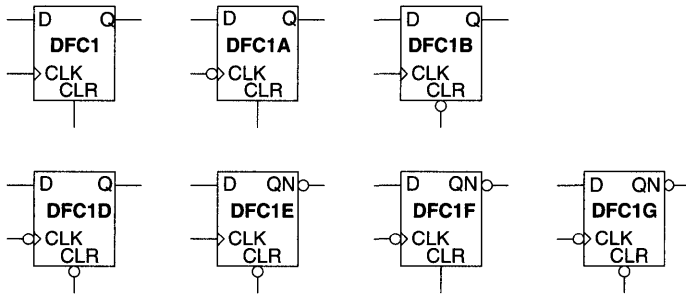 D Q D Q D Q
DFC1 DFC1A DFC1B
CLK CLK CLK
CLR CLR CLR
D Q D QN D QN D QN
DFC1D DFC1E DFC1F DFC1G
CLK CLK CLK CLK
CLR CLR CLR CLR